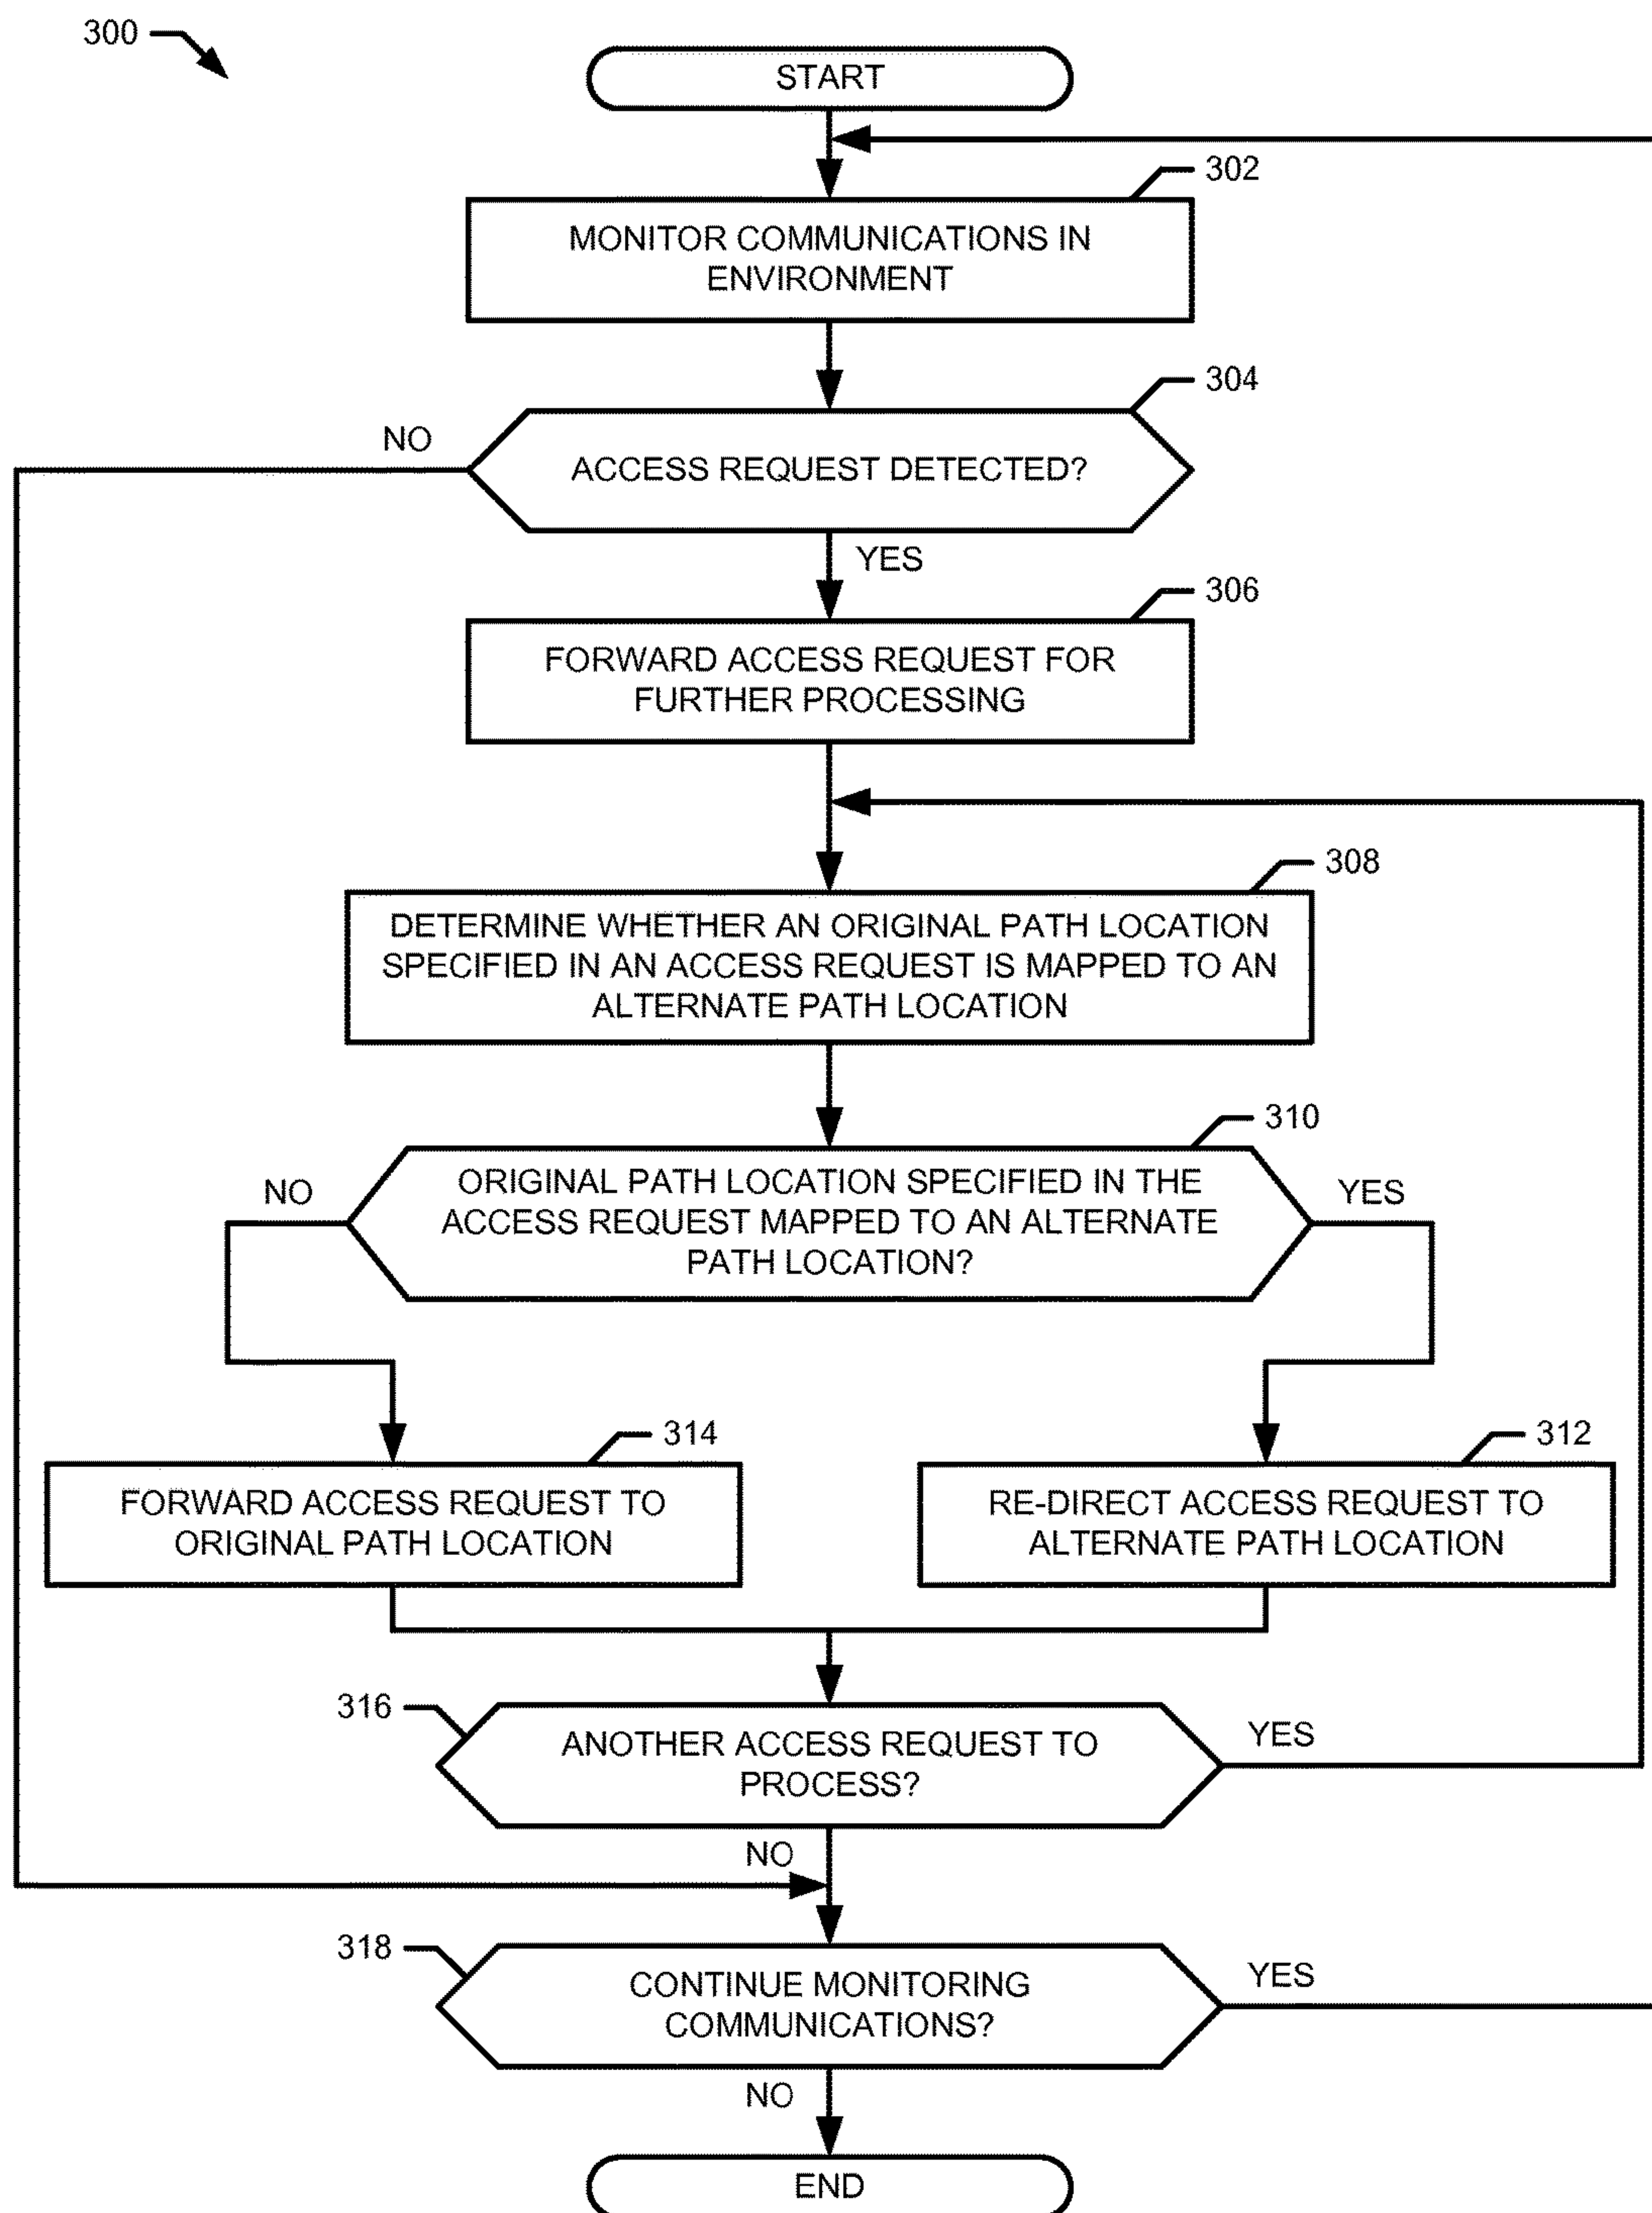 300
START
302
MONITOR COMMUNICATIONS IN
ENVIRONMENT
304
NO
ACCESS REQUEST DETECTED?
YES
306
FORWARD ACCESS REQUEST FOR
FURTHER PROCESSING
308
DETERMINE WHETHER AN ORIGINAL PATH LOCATION
SPECIFIED IN AN ACCESS REQUEST IS MAPPED TO AN
ALTERNATE PATH LOCATION
310
NO
ORIGINAL PATH LOCATION SPECIFIED IN THE
ACCESS REQUEST MAPPED TO AN ALTERNATE
PATH LOCATION?
YES
314
FORWARD ACCESS REQUEST TO
ORIGINAL PATH LOCATION
312
RE-DIRECT ACCESS REQUEST TO
ALTERNATE PATH LOCATION
316
ANOTHER ACCESS REQUEST TO
PROCESS?
YES
NO
318
CONTINUE MONITORING
COMMUNICATIONS?
YES
NO
END